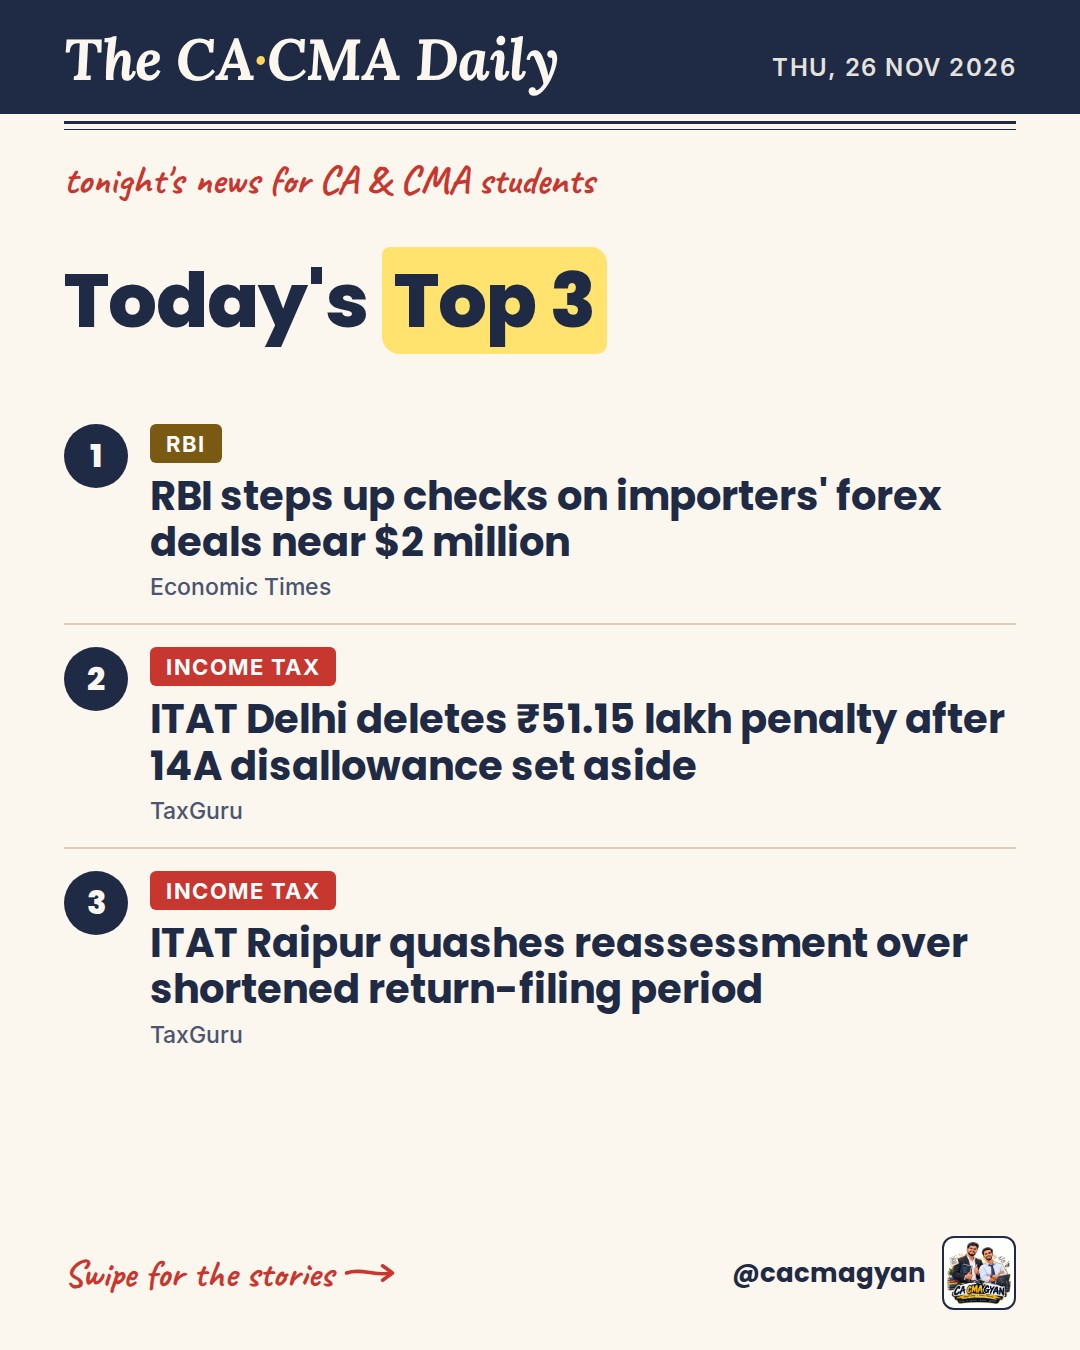 The CA·CMA Daily
THU, 26 NOV 2026
tonight's news for CA & CMA students
Today's Top 3
1
RBI
RBI steps up checks on importers' forex
deals near $2 million
Economic Times
2
INCOME TAX
ITAT Delhi deletes ₹51.15 lakh penalty after
14A disallowance set aside
TaxGuru
3
INCOME TAX
ITAT Raipur quashes reassessment over
shortened return-filing period
TaxGuru
Swipe for the stories
@cacmagyan
CA CMA GYAN